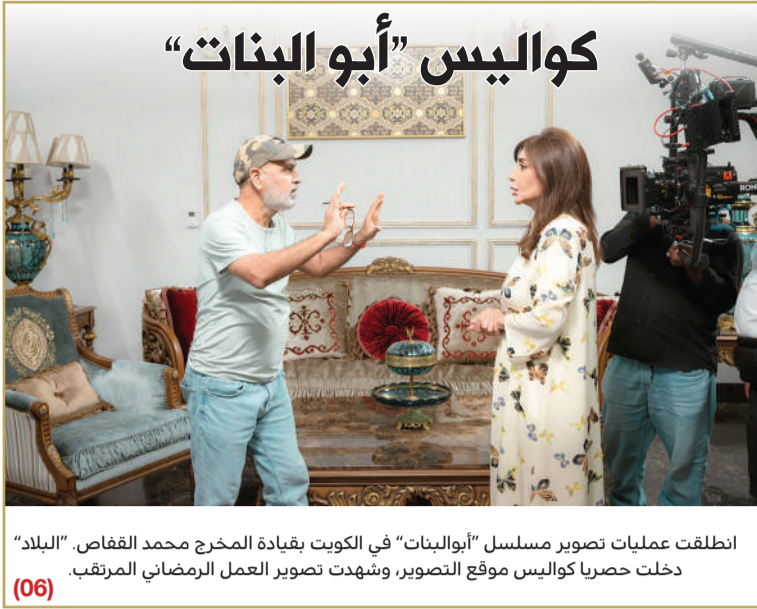 كواليس ”أبو البنات“
RON
انطلقت عمليات تصوير مسلسل ”أبوالبنات“ في الكويت بقيادة المخرج محمد القفاص. ”البلاد“
دخلت حصريا كواليس موقع التصوير، وشهدت تصوير العمل الرمضاني المرتقب.
(06)